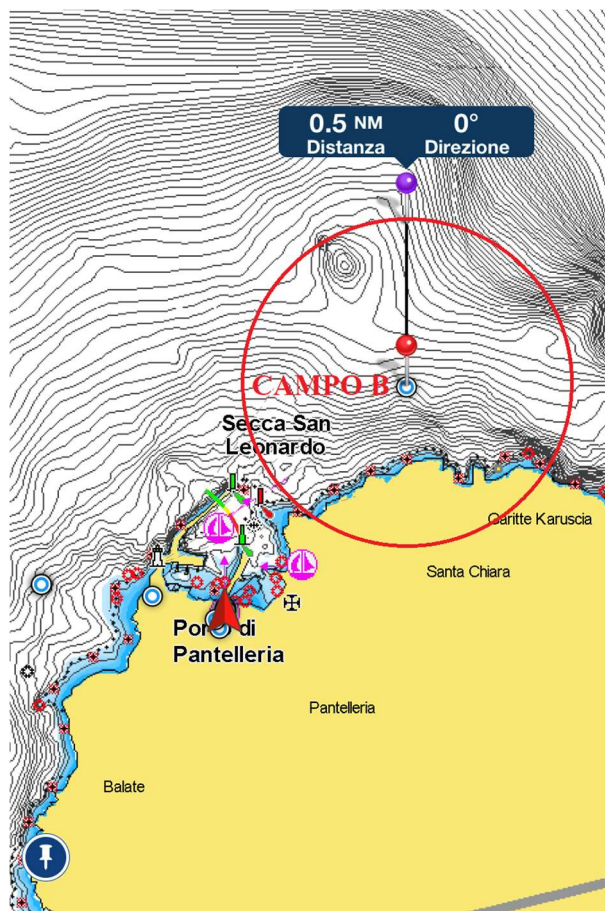 0.5 NM 0°
Distanza Direzione
CAMPO B
Secca San
Leonardo
Caritte Karuscia
Santa Chiara
Porto di
Pantelleria
Pantelleria
Balate